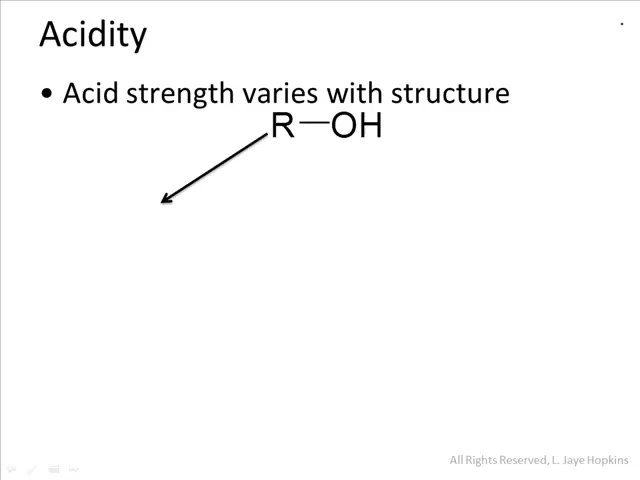 Acidity
• Acid strength varies with structure
R—OH
All Rights Reserved, L. Jaye Hopkins